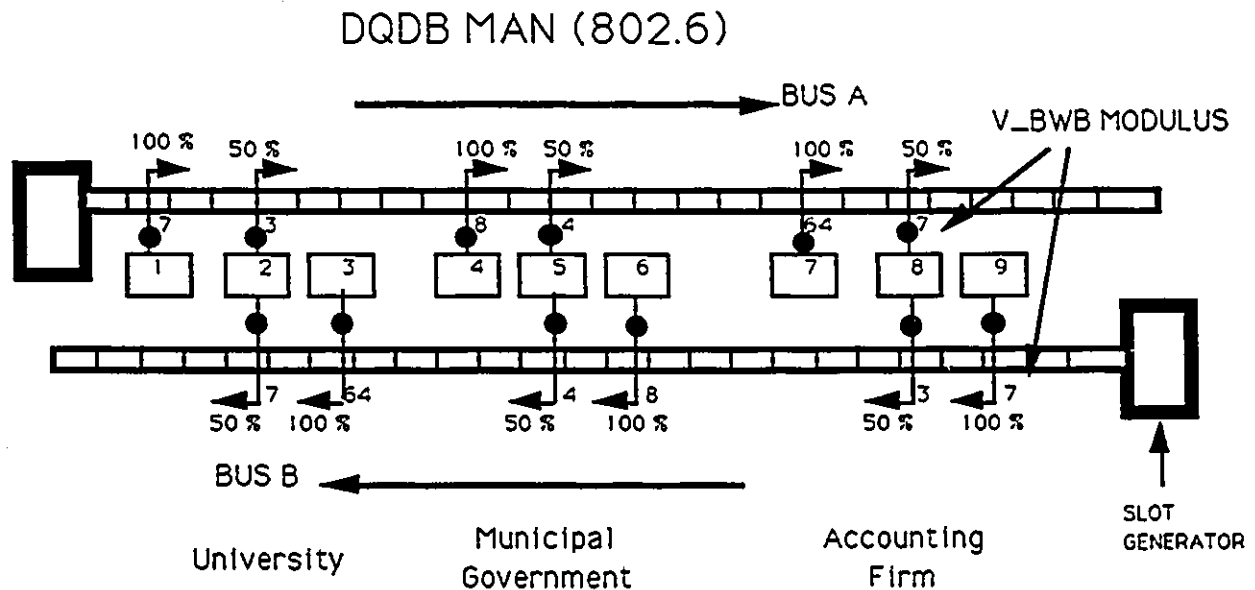 DQDB MAN (802.6)
BUS A
V_BWB MODULUS
100 % 50 % 100 % 50 % 100 % 50 %
7 3 8 4 64 7
1 2 3 4 5 6 7 8 9
7 64 4 8 3 7
50 % 100 % 50 % 100 % 50 % 100 %
BUS B
SLOT
GENERATOR
University
Municipal
Government
Accounting
Firm